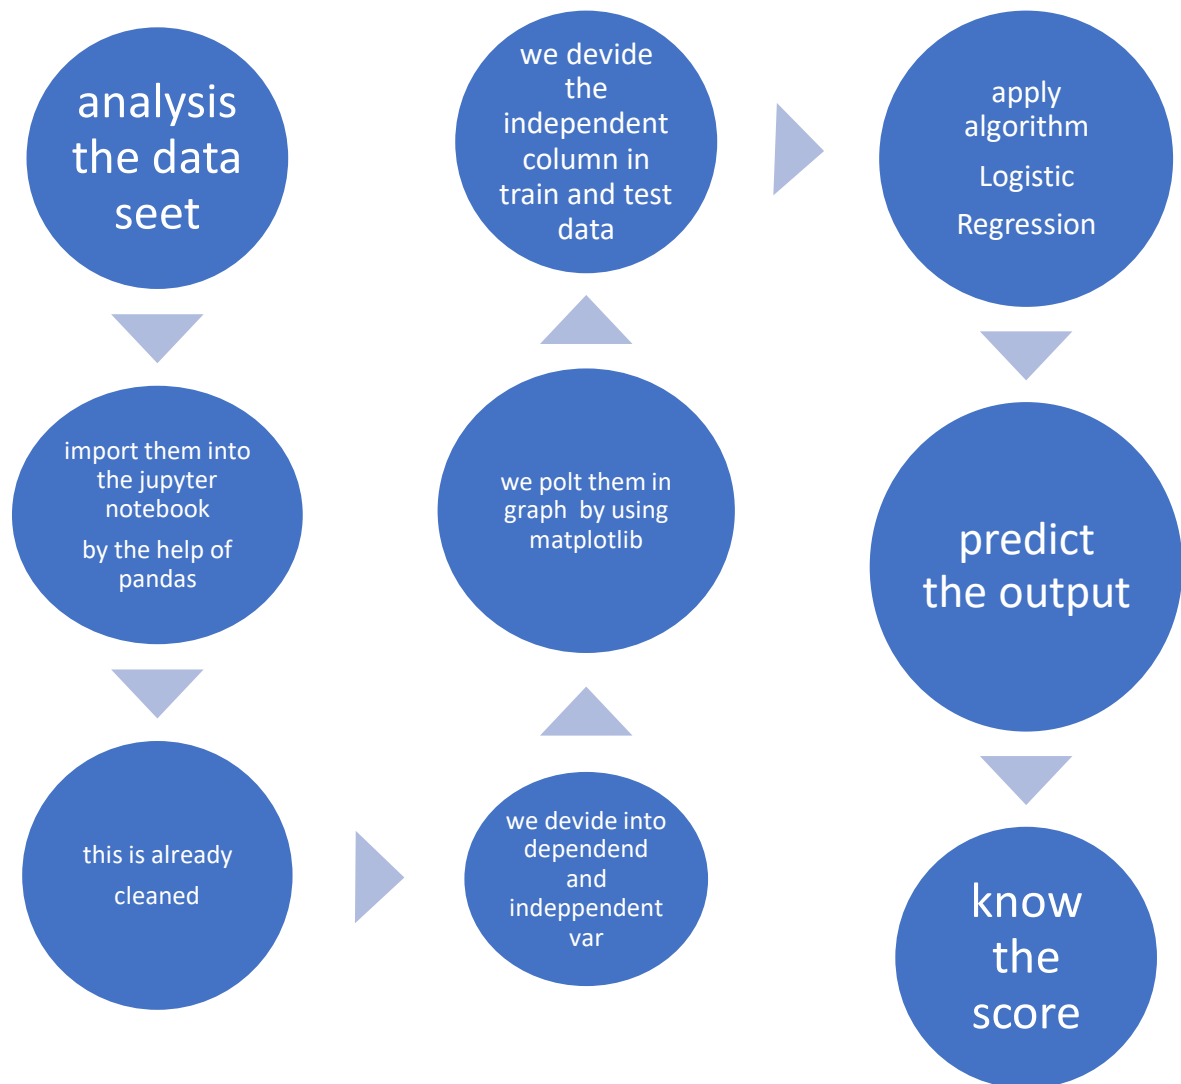 analysis
the data
seet
import them into
the jupyter
notebook
by the help of
pandas
this is already
cleaned
we devide into
dependend
and
indeppendent
var
we polt them in
graph by using
matplotlib
we devide
the
independent
column in
train and test
data
apply
algorithm
Logistic
Regression
predict
the output
know
the
score